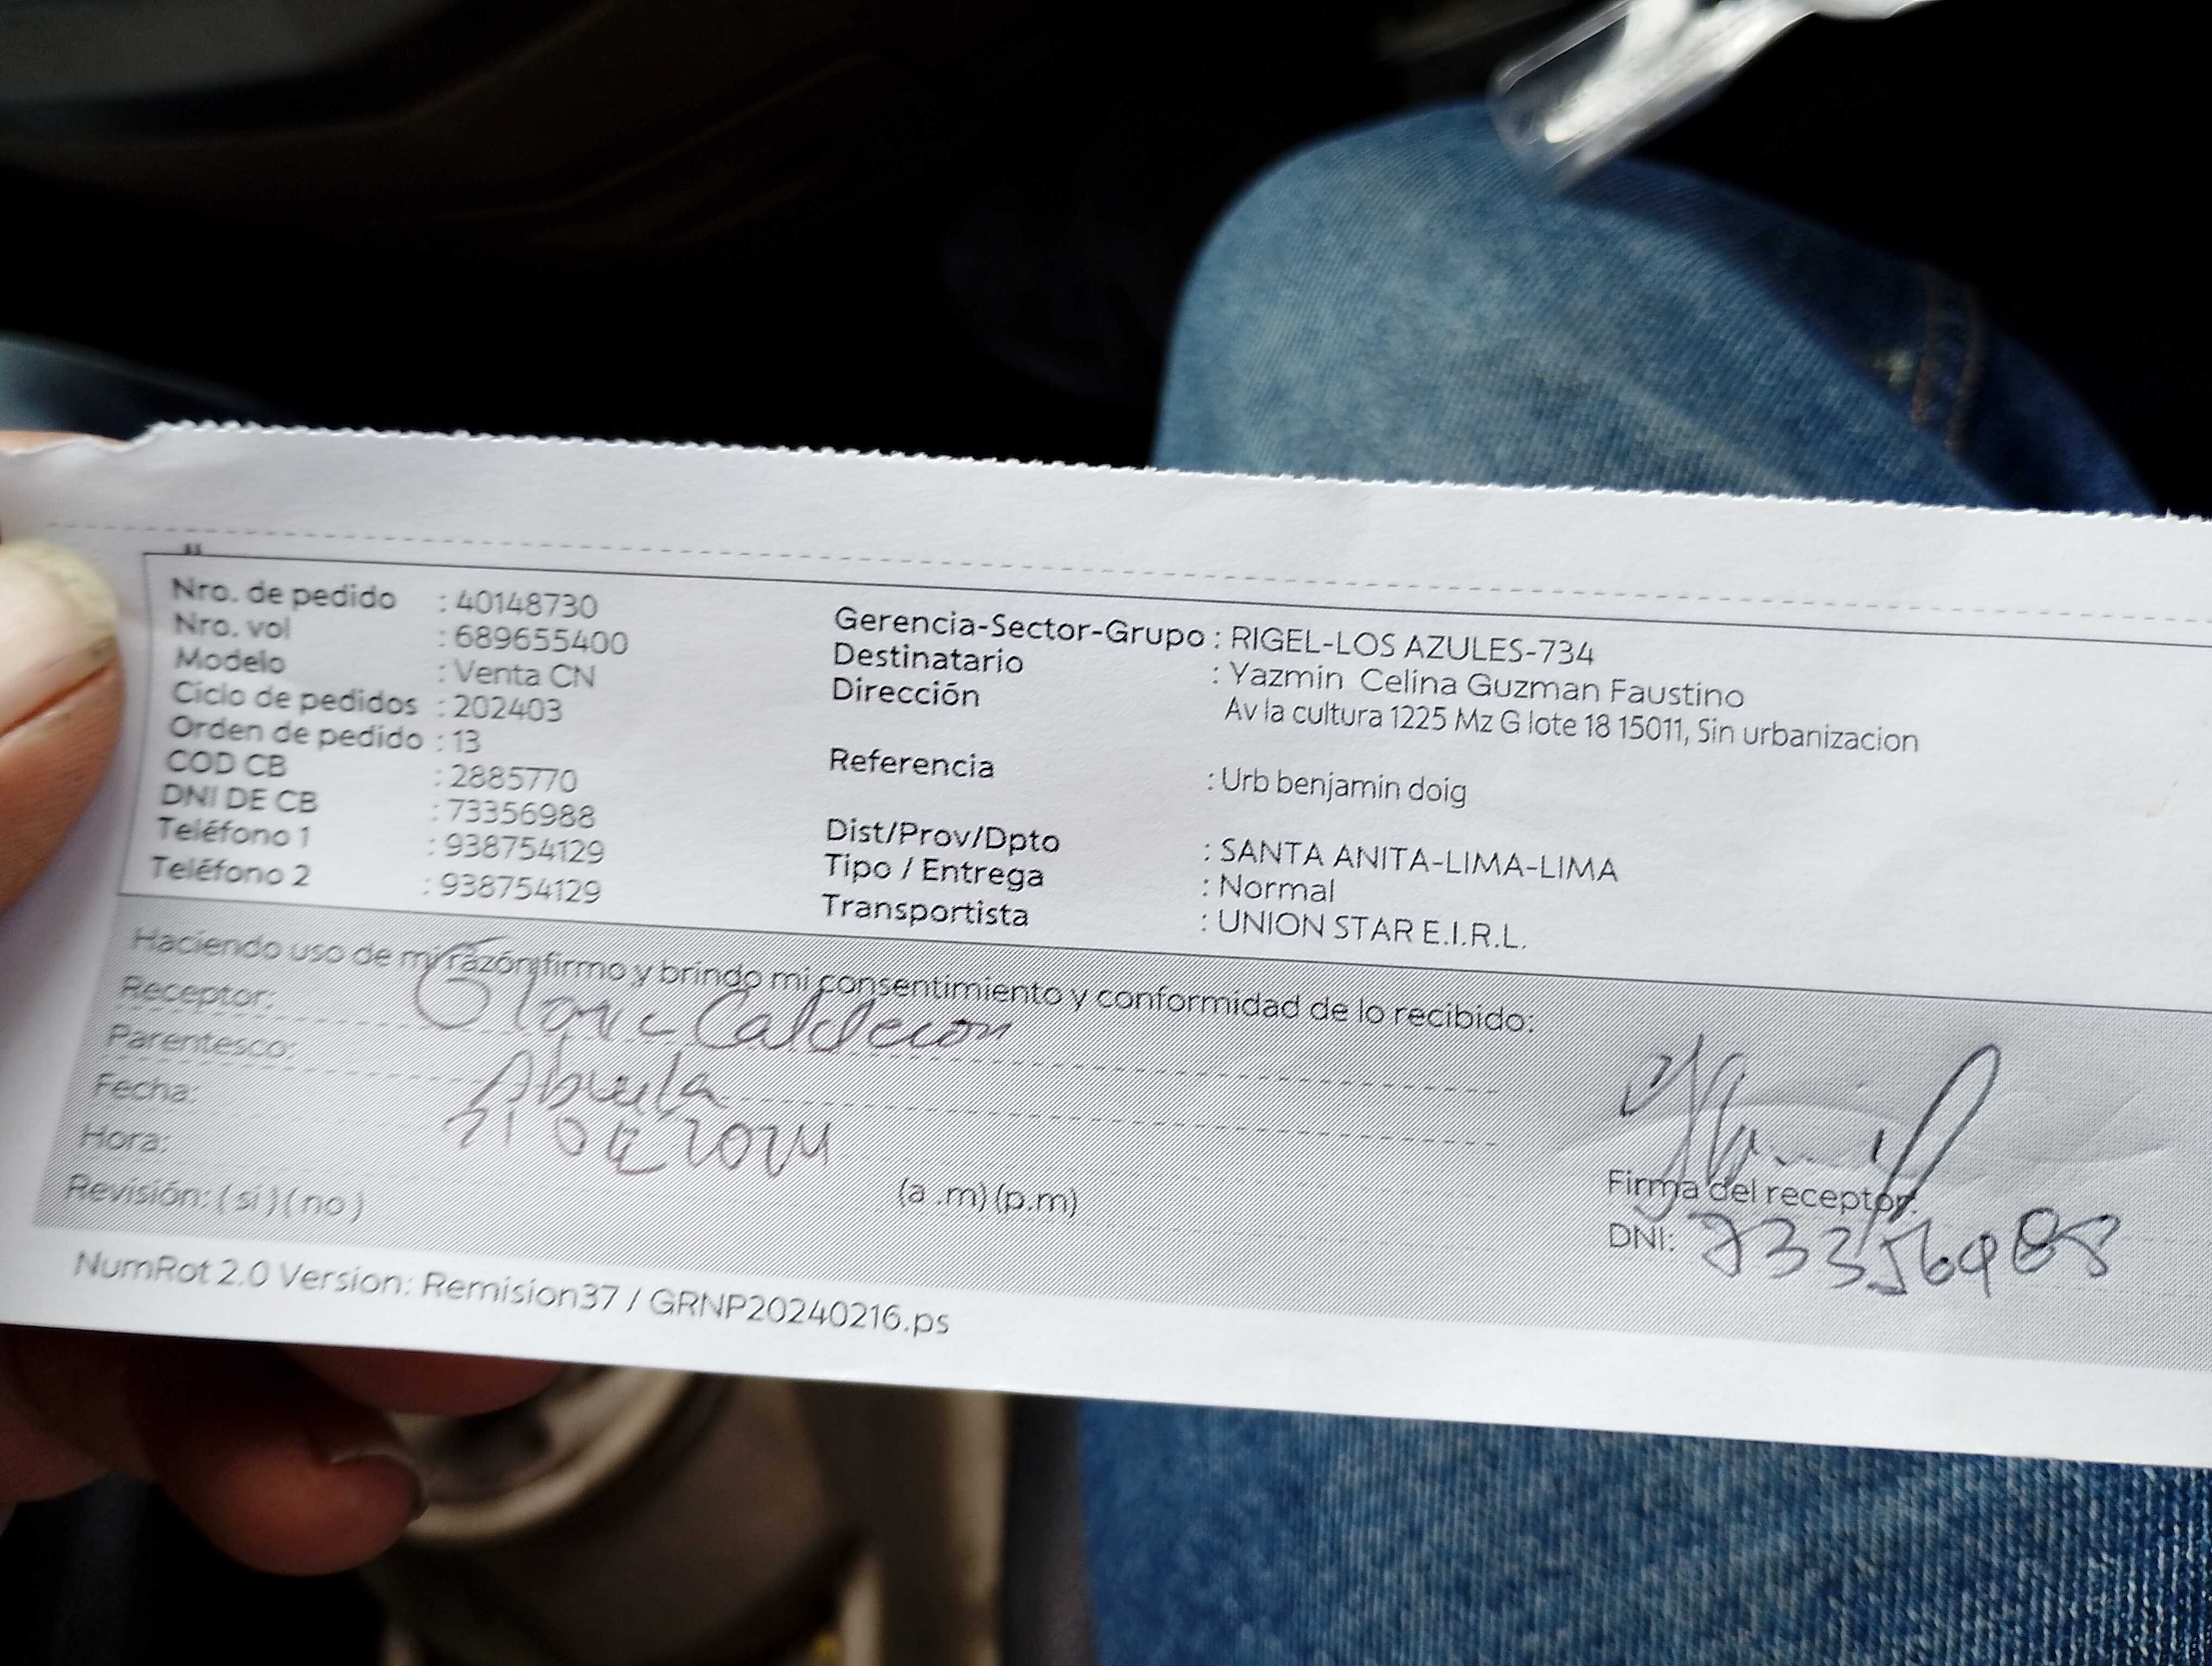 Nro. de pedido : 40148730
Nro. vol : 689655400
Modelo : Venta CN
Ciclo de pedidos : 202403
Orden de pedido : 13
COD CB : 2885770
DNI DE CB : 73356988
Teléfono 1 : 938754129
Teléfono 2 : 938754129
Gerencia-Sector-Grupo : RIGEL-LOS AZULES-734
Destinatario : Yazmin Celina Guzman Faustino
Dirección Av la cultura 1225 Mz G lote 18 15011, Sin urbanizacion
Referencia : Urb benjamin doig
Dist/Prov/Dpto : SANTA ANITA-LIMA-LIMA
Tipo / Entrega : Normal
Transportista : UNION STAR E.I.R.L.
Haciendo uso de mi razón firmo y brindo mi consentimiento y conformidad de lo recibido:
Receptor: Calderon
Parentesco: Abuela
Fecha: 2024
Hora: (a .m) (p.m)
Revisión: ( si ) ( no )
Firma del receptor:
DNI:
NumRot 2.0 Version: Remision37 / GRNP20240216.ps